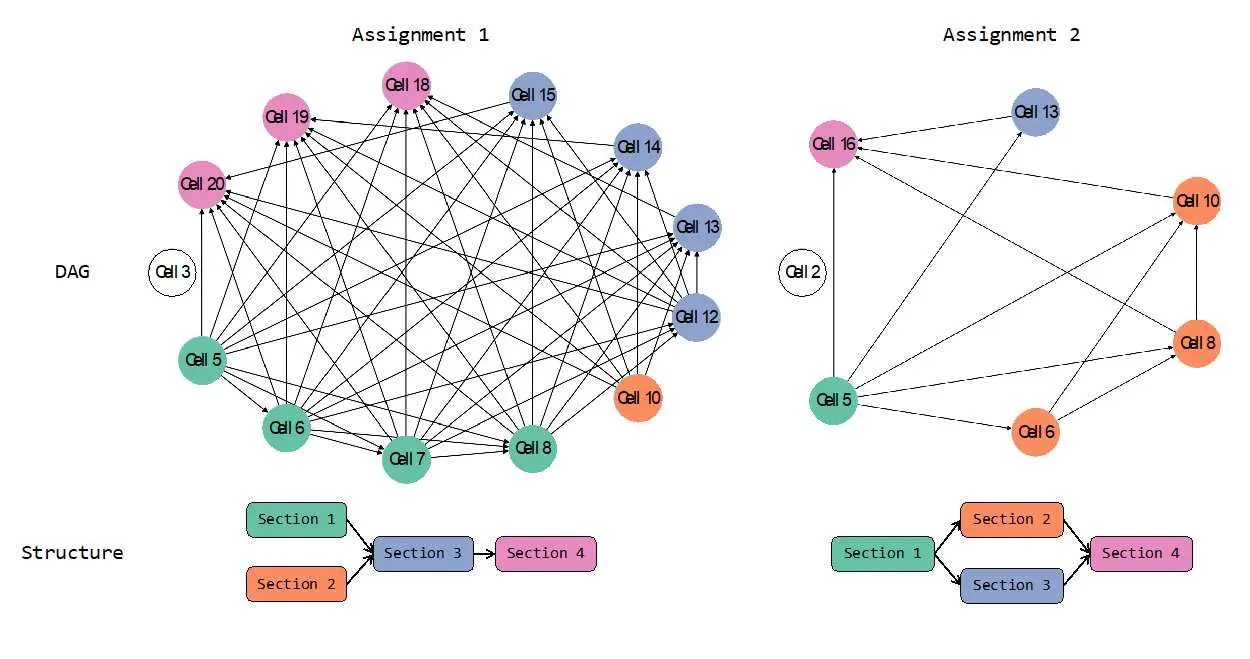 Assignment 1
Assignment 2
Cell 18
Cell 15
Cell 19
Cell 13
Cell 14
Cell 16
Cell 20
Cell 10
Cell 13
DAG
Cell 3
Cell 2
Cell 12
Cell 8
Cell 5
Cell 10
Cell 5
Cell 6
Cell 6
Cell 8
Cell 7
Section 1
Section 2
Structure
Section 3
Section 4
Section 1
Section 4
Section 2
Section 3